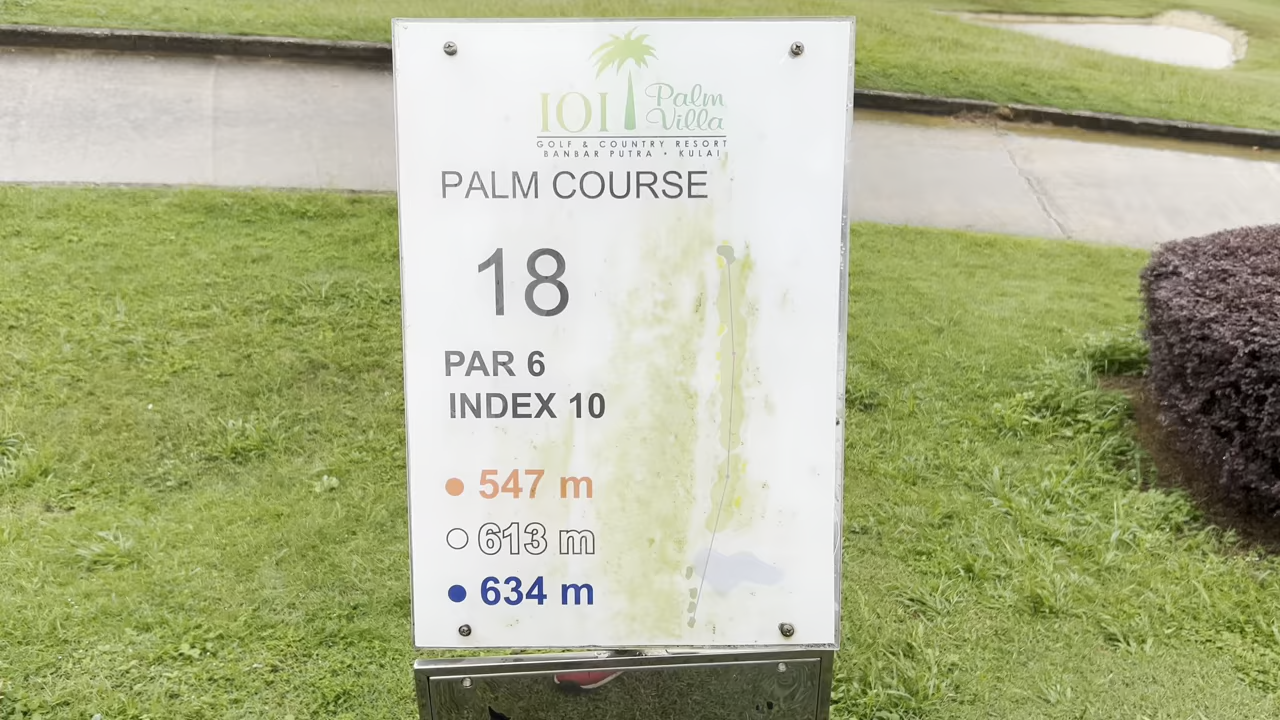 IOI Palm Villa
GOLF & COUNTRY RESORT
BANBAR PUTRA • KULAI
PALM COURSE
18
PAR 6
INDEX 10
547 m
613 m
634 m